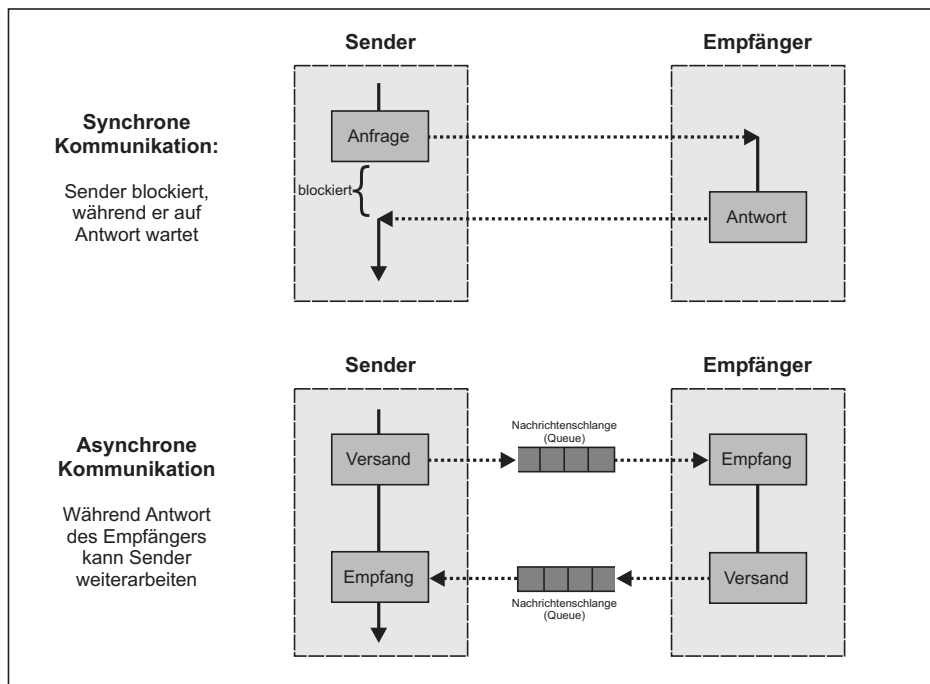 Sender
Empfänger
Synchrone
Kommunikation:
Sender blockiert,
während er auf
Antwort wartet
Anfrage
blockiert
Antwort
Sender
Empfänger
Asynchrone
Kommunikation
Während Antwort
des Empfängers
kann Sender
weiterarbeiten
Versand
Nachrichtenschlange
(Queue)
Empfang
Empfang
Nachrichtenschlange
(Queue)
Versand